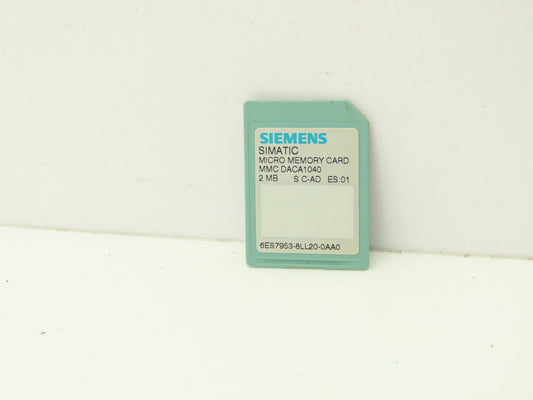 SIEMENS
SIMATIC
MICRO MEMORY CARD
MMC DACA1040
2 MB S C-AD ES:01
6ES7953-8LL20-0AA0